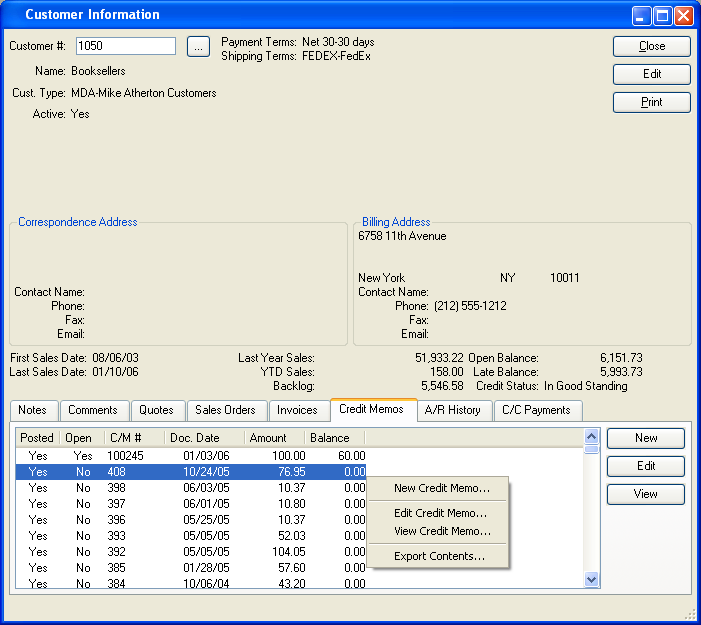 Customer Information
Customer #: 1050 ... Payment Terms: Net 30-30 days Close
Shipping Terms: FEDEX-FedEx
Name: Booksellers Edit
Cust. Type: MDA-Mike Atherton Customers Print
Active: Yes
Correspondence Address Billing Address
6758 11th Avenue
New York NY 10011
Contact Name: Contact Name:
Phone: Phone: (212) 555-1212
Fax: Fax:
Email: Email:
First Sales Date: 08/06/03 Last Year Sales: 51,933.22 Open Balance: 6,151.73
Last Sales Date: 01/10/06 YTD Sales: 158.00 Late Balance: 5,993.73
Backlog: 5,546.58 Credit Status: In Good Standing
Notes Comments Quotes Sales Orders Invoices Credit Memos A/R History C/C Payments
Posted Open C/M # Doc. Date Amount Balance New
Yes Yes 100245 01/03/06 100.00 60.00
Yes No 408 10/24/05 76.95 0.00 Edit
Yes No 398 06/03/05 10.37 0.00 New Credit Memo... View
Yes No 397 06/01/05 10.80 0.00
Yes No 396 05/25/05 10.37 0.00 Edit Credit Memo...
Yes No 393 05/05/05 52.03 0.00 View Credit Memo...
Yes No 392 05/05/05 104.05 0.00 Export Contents...
Yes No 385 01/28/05 57.60 0.00
Yes No 384 10/06/04 43.20 0.00